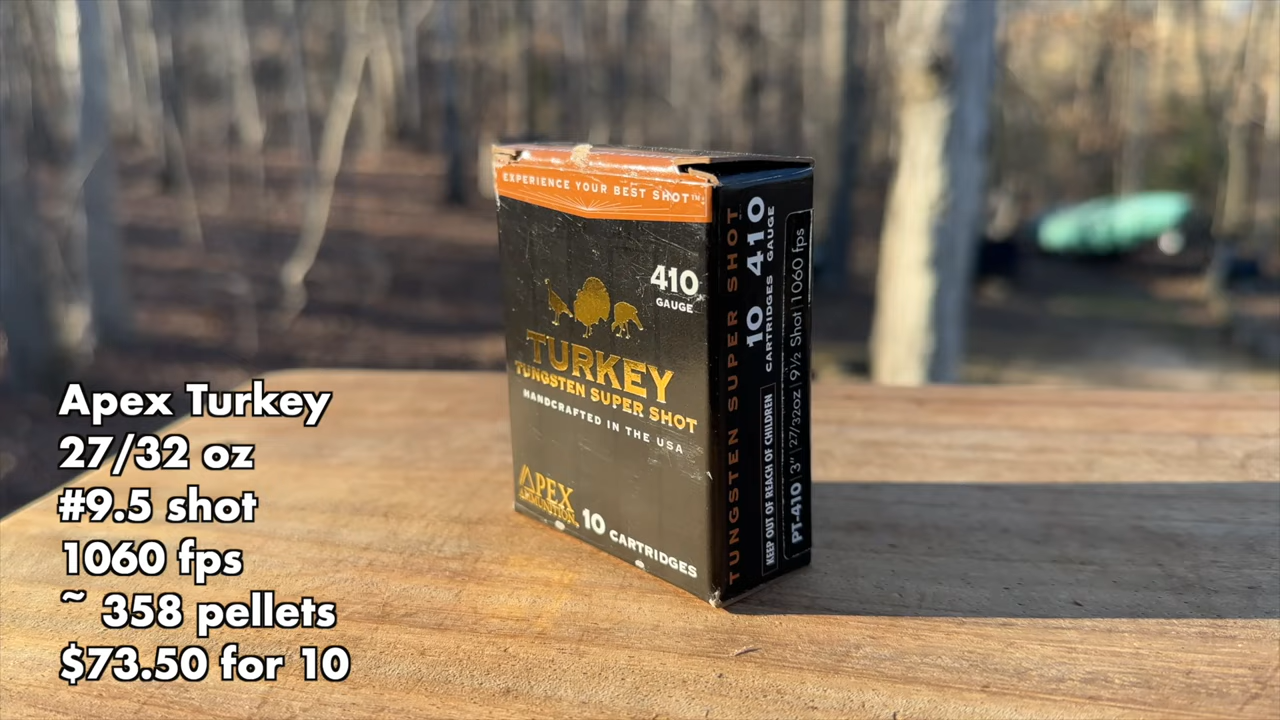 EXPERIENCE YOUR BEST SHOT™
410
GAUGE
TURKEY
TUNGSTEN SUPER SHOT
HANDCRAFTED IN THE USA
APEX
AMMUNITION
10 CARTRIDGES
TUNGSTEN SUPER SHOT
10 410
CARTRIDGES GAUGE
KEEP OUT OF REACH OF CHILDREN
PT-410 | 3" | 27/32oz | 9½ Shot | 1060 fps
Apex Turkey
27/32 oz
#9.5 shot
1060 fps
~ 358 pellets
$73.50 for 10